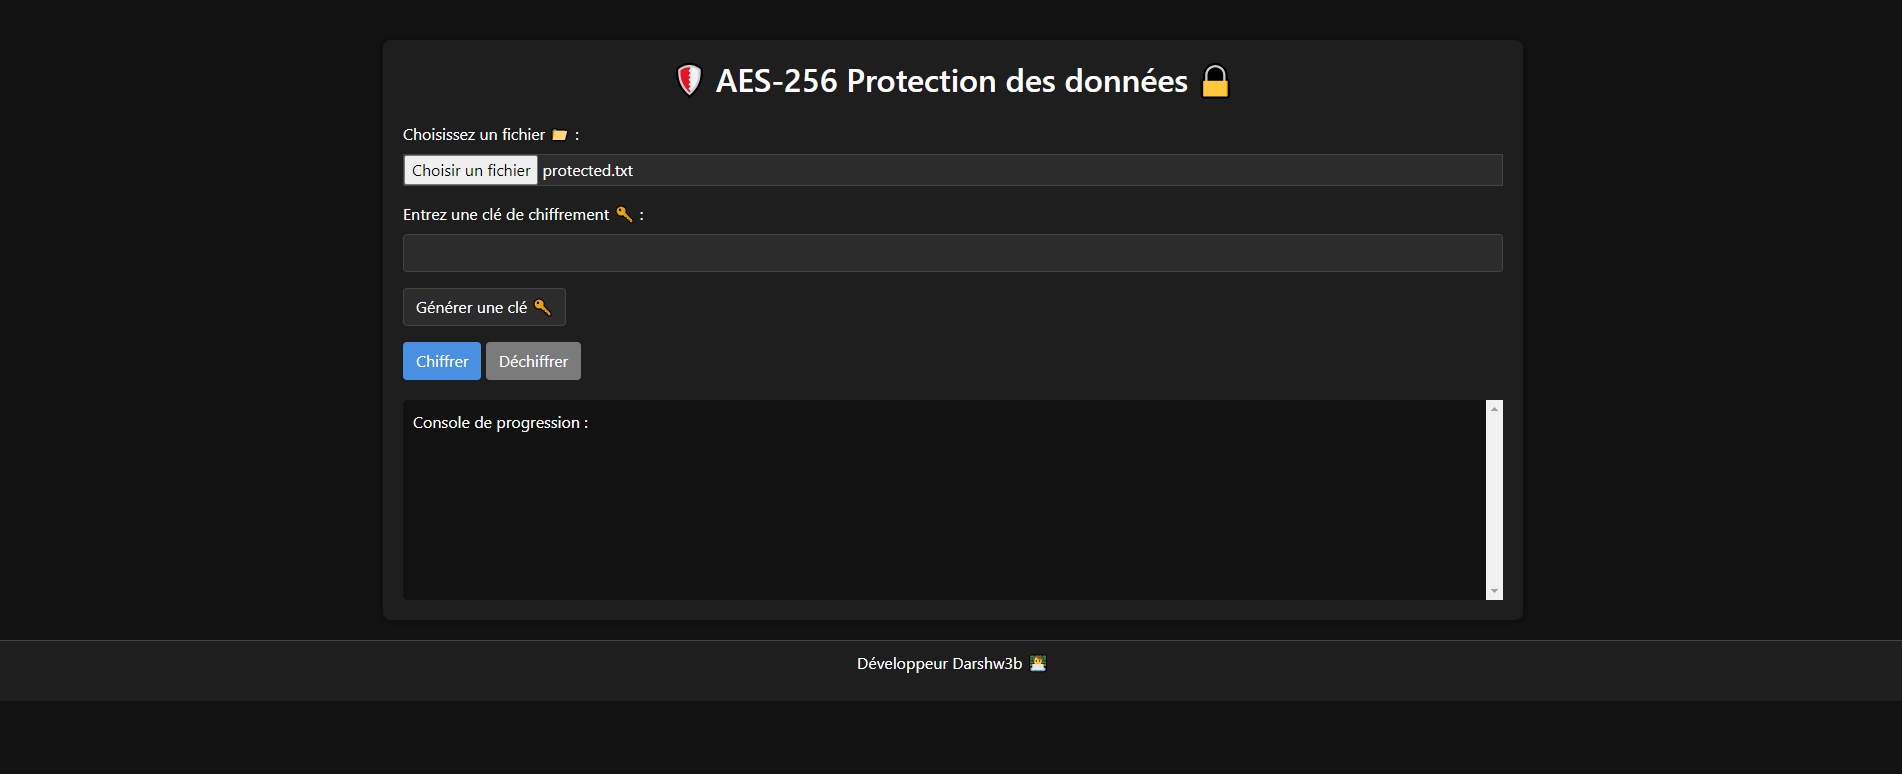 AES-256 Protection des données
Choisissez un fichier :
Choisir un fichier protected.txt
Entrez une clé de chiffrement :
Générer une clé
Chiffrer Déchiffrer
Console de progression :
Développeur Darshw3b